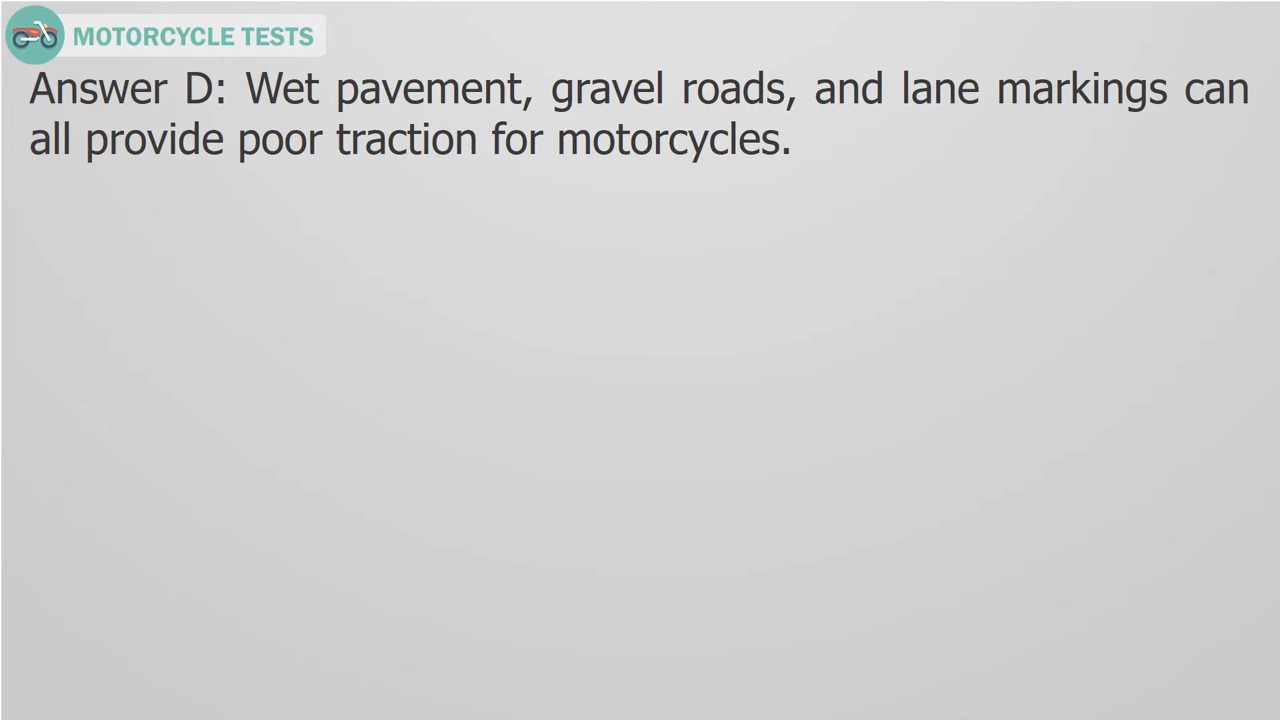 MOTORCYCLE TESTS
Answer D: Wet pavement, gravel roads, and lane markings can
all provide poor traction for motorcycles.